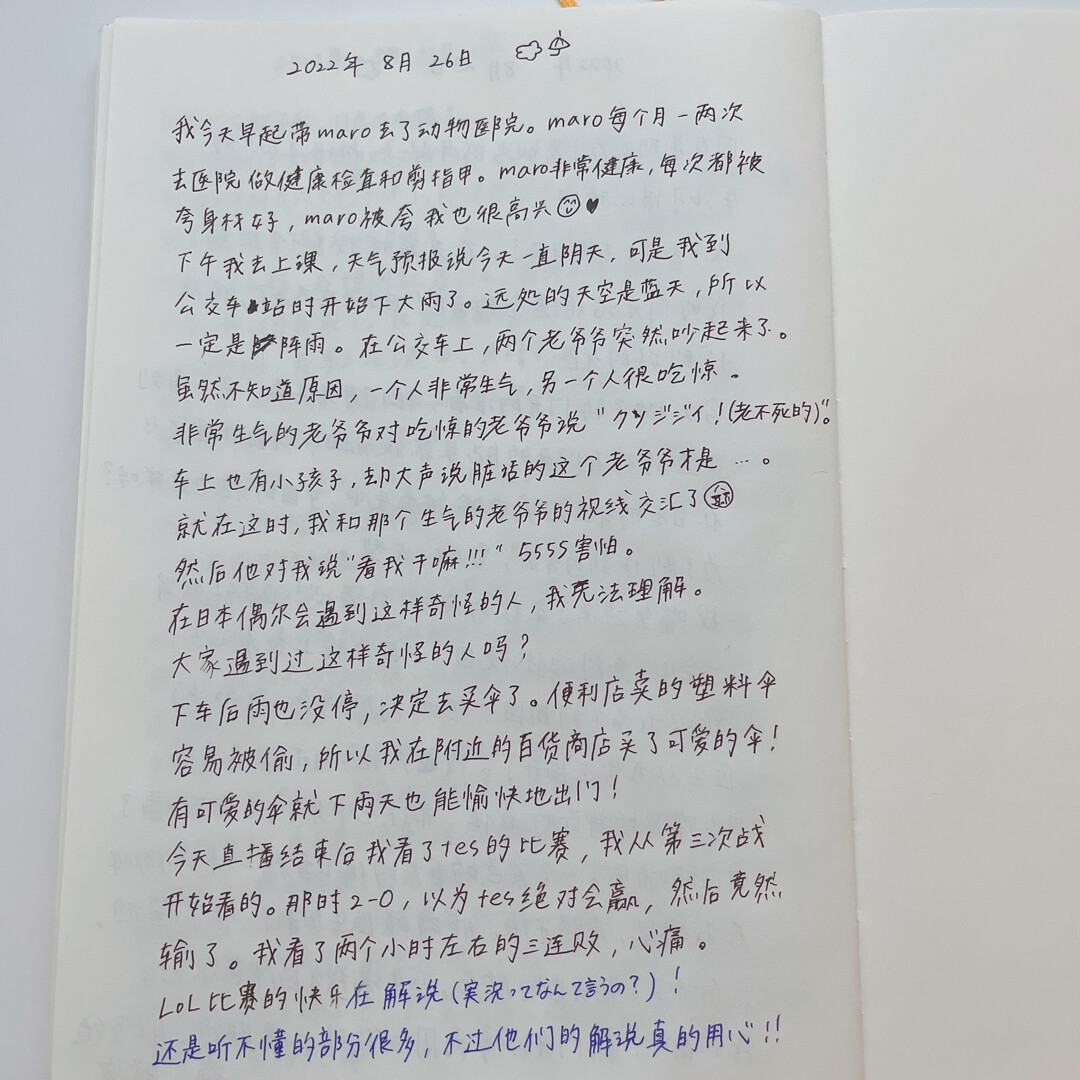 2022年 8月 26日
我今天早起带maro去了动物医院。maro每个月一两次
去医院做健康检查和剪指甲。maro非常健康,每次都被
夸身材好,maro被夸我也很高兴
下午我去上课,天气预报说今天一直阴天,可是我到
公交车站时开始下大雨了。远处的天空是蓝天,所以
一定是阵雨。在公交车上,两个老爷爷突然吵起来了。
虽然不知道原因,一个人非常生气,另一个人很吃惊。
非常生气的老爷爷对吃惊的老爷爷说"クソジジイ!(老不死的)"。
车上也有小孩子,却大声说脏话的这个老爷爷才是…。
就在这时,我和那个生气的老爷爷的视线交汇了
然后他对我说"看我干嘛!!!"5555害怕。
在日本偶尔会遇到这样奇怪的人,我无法理解。
大家遇到过这样奇怪的人吗?
下车后雨也没停,决定去买伞了。便利店卖的塑料伞
容易被偷,所以我在附近的百货商店买了可爱的伞!
有可爱的伞就下雨天也能愉快地出门!
今天直播结束后我看了tes的比赛,我从第三次战
开始看的。那时2-0,以为tes绝对会赢,然后竟然
输了。我看了两个小时左右的三连败,心痛。
LoL比赛的快乐在解说(実況ってなんて言うの?)!
还是听不懂的部分很多,不过他们的解说真的用心!!